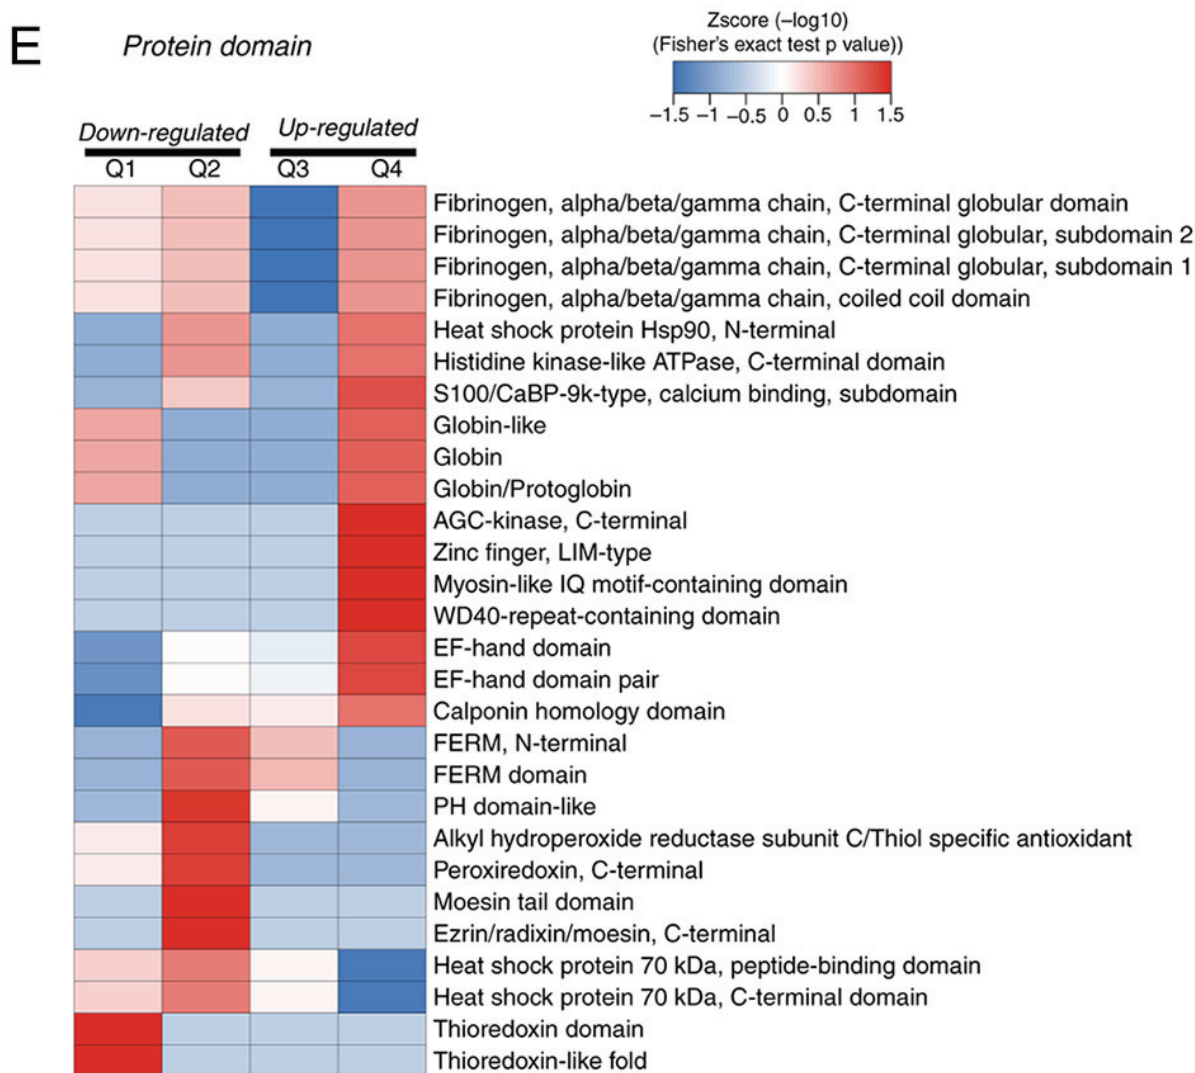 E
Protein domain
Zscore (−log10)
(Fisher's exact test p value))
−1.5 −1 −0.5 0 0.5 1 1.5
Down-regulated Up-regulated
Q1 Q2 Q3 Q4
Fibrinogen, alpha/beta/gamma chain, C-terminal globular domain
Fibrinogen, alpha/beta/gamma chain, C-terminal globular, subdomain 2
Fibrinogen, alpha/beta/gamma chain, C-terminal globular, subdomain 1
Fibrinogen, alpha/beta/gamma chain, coiled coil domain
Heat shock protein Hsp90, N-terminal
Histidine kinase-like ATPase, C-terminal domain
S100/CaBP-9k-type, calcium binding, subdomain
Globin-like
Globin
Globin/Protoglobin
AGC-kinase, C-terminal
Zinc finger, LIM-type
Myosin-like IQ motif-containing domain
WD40-repeat-containing domain
EF-hand domain
EF-hand domain pair
Calponin homology domain
FERM, N-terminal
FERM domain
PH domain-like
Alkyl hydroperoxide reductase subunit C/Thiol specific antioxidant
Peroxiredoxin, C-terminal
Moesin tail domain
Ezrin/radixin/moesin, C-terminal
Heat shock protein 70 kDa, peptide-binding domain
Heat shock protein 70 kDa, C-terminal domain
Thioredoxin domain
Thioredoxin-like fold